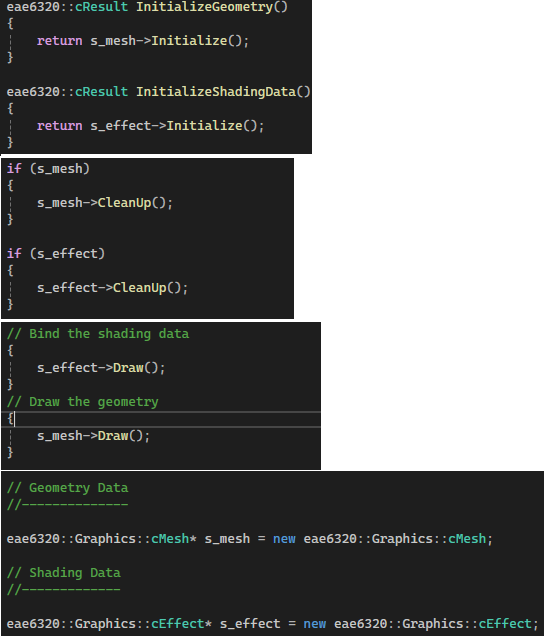 eae6320::cResult InitializeGeometry()
{
    return s_mesh->Initialize();
}
eae6320::cResult InitializeShadingData()
{
    return s_effect->Initialize();
}
if (s_mesh)
{
    s_mesh->CleanUp();
}
if (s_effect)
{
    s_effect->CleanUp();
}
// Bind the shading data
{
    s_effect->Draw();
}
// Draw the geometry
{
    s_mesh->Draw();
}
// Geometry Data
//--------------
eae6320::Graphics::cMesh* s_mesh = new eae6320::Graphics::cMesh;
// Shading Data
//-------------
eae6320::Graphics::cEffect* s_effect = new eae6320::Graphics::cEffect;